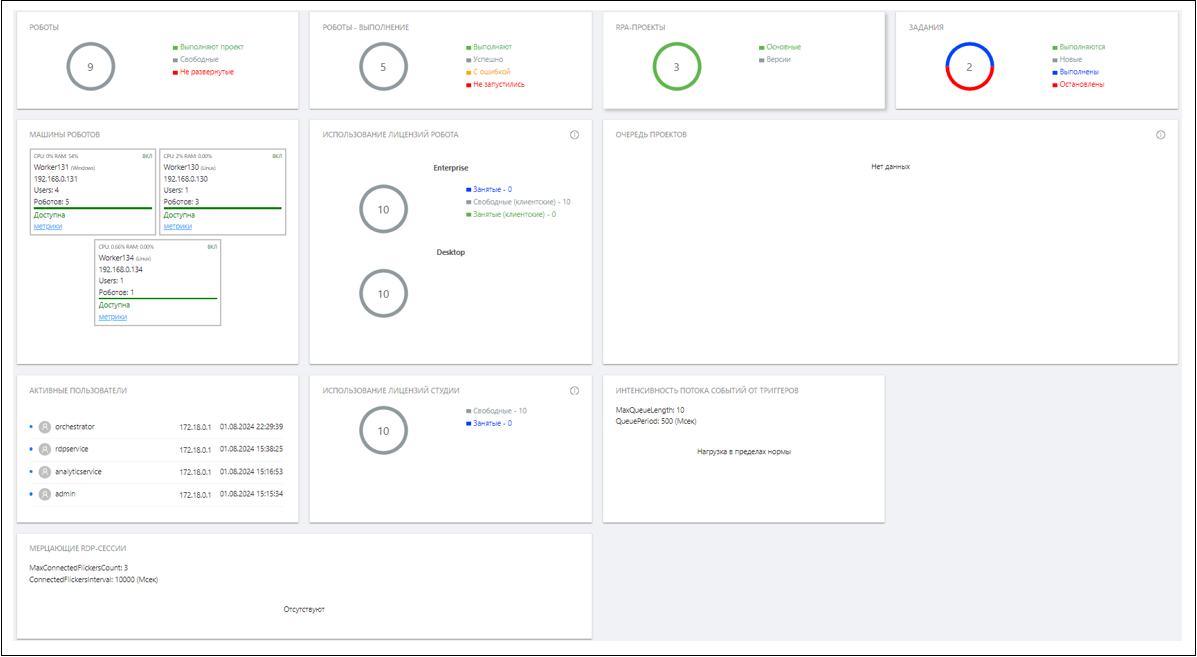 РОБОТЫ
9
Выполняют проект
Свободные
Не развернутые
РОБОТЫ - ВЫПОЛНЕНИЕ
5
Выполняют
Успешно
С ошибкой
Не запустились
RPA-ПРОЕКТЫ
3
Основные
Версии
ЗАДАНИЯ
2
Выполняются
Новые
Выполнены
Остановлены
МАШИНЫ РОБОТОВ
CPU: 0% RAM: 54% ВКЛ
Worker131 (Windows)
192.168.0.131
Users: 4
Роботов: 5
Доступна
метрики
CPU: 2% RAM: 0.00% ВКЛ
Worker130 (Linux)
192.168.0.130
Users: 1
Роботов: 3
Доступна
метрики
CPU: 0.66% RAM: 0.00% ВКЛ
Worker134 (Linux)
192.168.0.134
Users: 1
Роботов: 1
Доступна
метрики
ИСПОЛЬЗОВАНИЕ ЛИЦЕНЗИЙ РОБОТА
Enterprise
10
Занятые - 0
Свободные (клиентские) - 10
Занятые (клиентские) - 0
Desktop
10
ОЧЕРЕДЬ ПРОЕКТОВ
Нет данных
АКТИВНЫЕ ПОЛЬЗОВАТЕЛИ
orchestrator 172.18.0.1 01.08.2024 22:29:39
rdpservice 172.18.0.1 01.08.2024 15:38:25
analyticservice 172.18.0.1 01.08.2024 15:16:53
admin 172.18.0.1 01.08.2024 15:15:34
ИСПОЛЬЗОВАНИЕ ЛИЦЕНЗИЙ СТУДИИ
10
Свободные - 10
Занятые - 0
ИНТЕНСИВНОСТЬ ПОТОКА СОБЫТИЙ ОТ ТРИГГЕРОВ
MaxQueueLength: 10
QueuePeriod: 500 (Мсек)
Нагрузка в пределах нормы
МЕРЦАЮЩИЕ RDP-СЕССИИ
MaxConnectedFlickersCount: 3
ConnectedFlickersInterval: 10000 (Мсек)
Отсутствуют